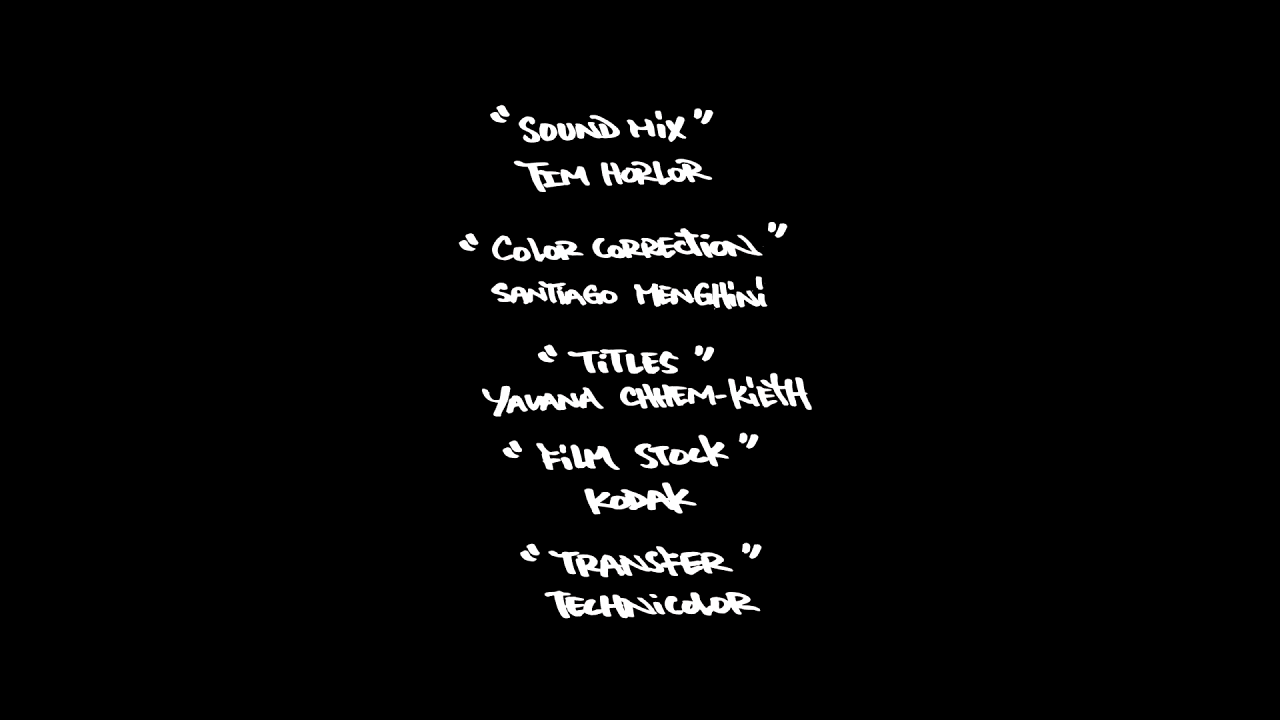 "SOUND MiX"
TIM HORLOR
"COLOR CORRECTiON"
SANTIAGO MENGHiNi
"TiTLES"
YAVANA CHHEM-KiETH
"FiLM STOCK"
KODAK
"TRANSFER"
TECHNiCOLOR